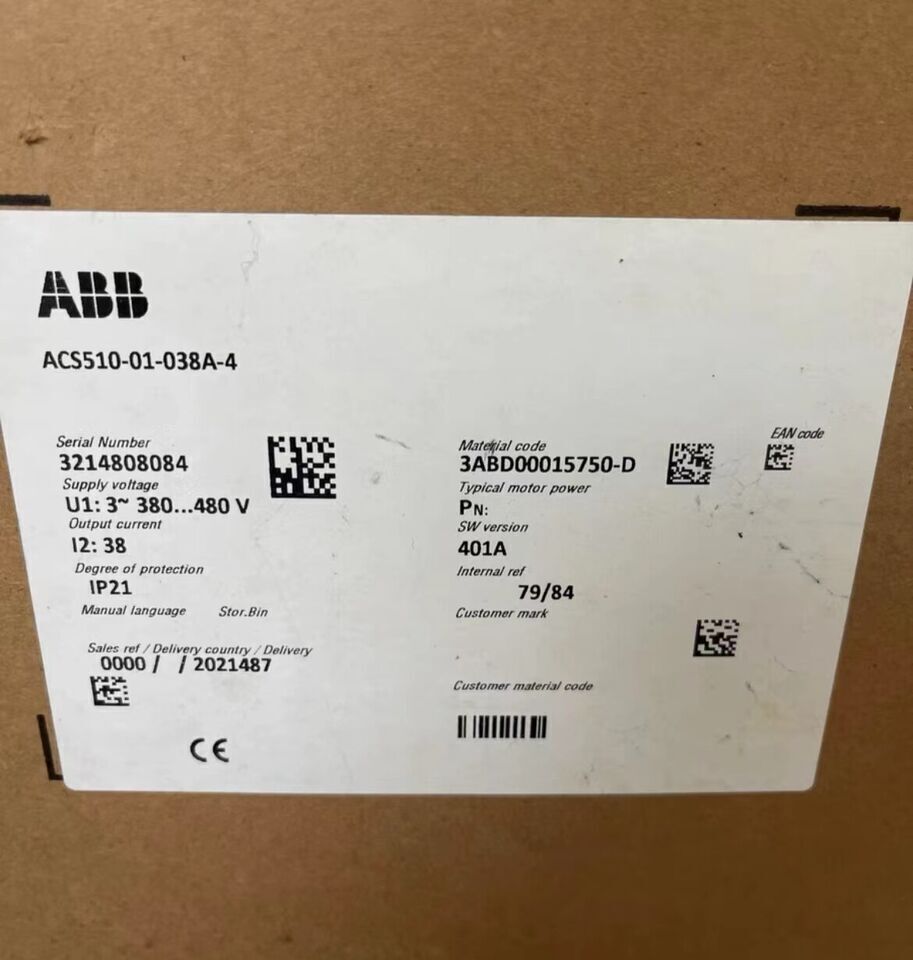 ABB
ACS510-01-038A-4
Serial Number
3214808084
Supply voltage
U1: 3~ 380...480 V
Output current
I2: 38
Degree of protection
IP21
Manual language Stor.Bin
Sales ref / Delivery country / Delivery
0000 / / 2021487
CE
Material code
3ABD00015750-D
Typical motor power
PN:
SW version
401A
Internal ref
79/84
Customer mark
Customer material code
EAN code